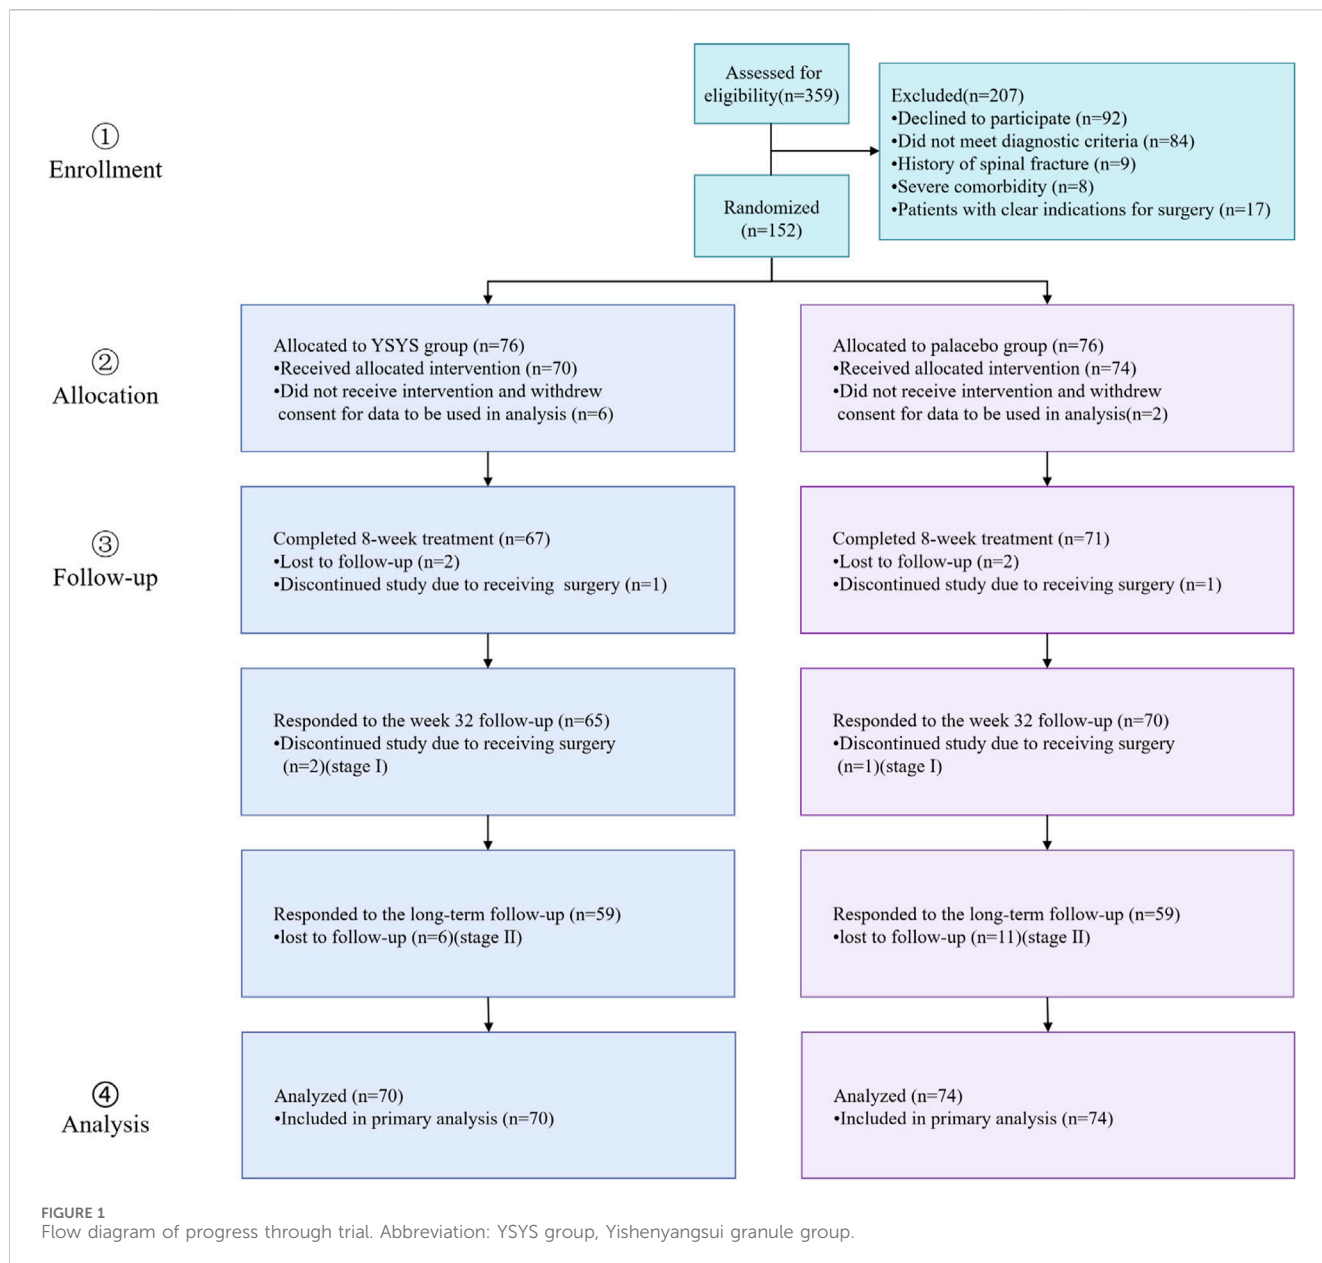 Assessed for
eligibility(n=359)
Excluded(n=207)
•Declined to participate (n=92)
•Did not meet diagnostic criteria (n=84)
•History of spinal fracture (n=9)
•Severe comorbidity (n=8)
•Patients with clear indications for surgery (n=17)
①
Enrollment
Randomized
(n=152)
②
Allocation
Allocated to YSYS group (n=76)
•Received allocated intervention (n=70)
•Did not receive intervention and withdrew
consent for data to be used in analysis (n=6)
Allocated to palacebo group (n=76)
•Received allocated intervention (n=74)
•Did not receive intervention and withdrew
consent for data to be used in analysis(n=2)
③
Follow-up
Completed 8-week treatment (n=67)
•Lost to follow-up (n=2)
•Discontinued study due to receiving surgery (n=1)
Completed 8-week treatment (n=71)
•Lost to follow-up (n=2)
•Discontinued study due to receiving surgery (n=1)
Responded to the week 32 follow-up (n=65)
•Discontinued study due to receiving surgery
(n=2)(stage I)
Responded to the week 32 follow-up (n=70)
•Discontinued study due to receiving surgery
(n=1)(stage I)
Responded to the long-term follow-up (n=59)
•lost to follow-up (n=6)(stage II)
Responded to the long-term follow-up (n=59)
•lost to follow-up (n=11)(stage II)
④
Analysis
Analyzed (n=70)
•Included in primary analysis (n=70)
Analyzed (n=74)
•Included in primary analysis (n=74)
FIGURE 1
Flow diagram of progress through trial. Abbreviation: YSYS group, Yishenyangsui granule group.